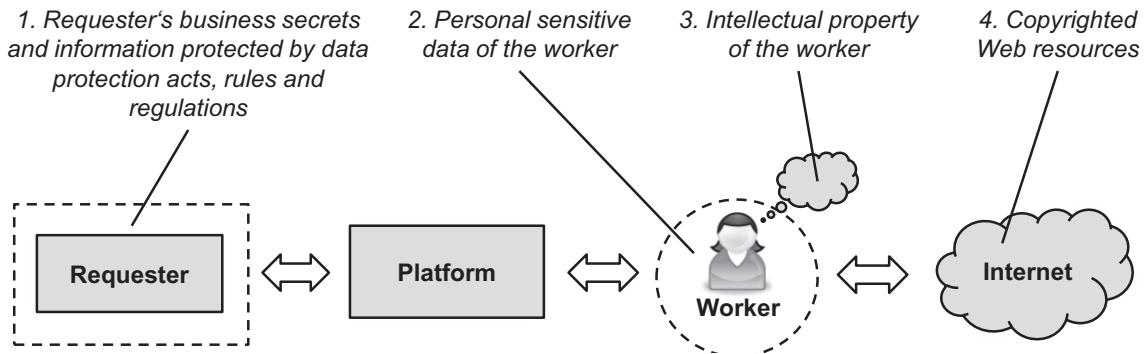 1. Requester‘s business secrets
and information protected by data
protection acts, rules and
regulations
2. Personal sensitive
data of the worker
3. Intellectual property
of the worker
4. Copyrighted
Web resources
Requester
Platform
Worker
Internet